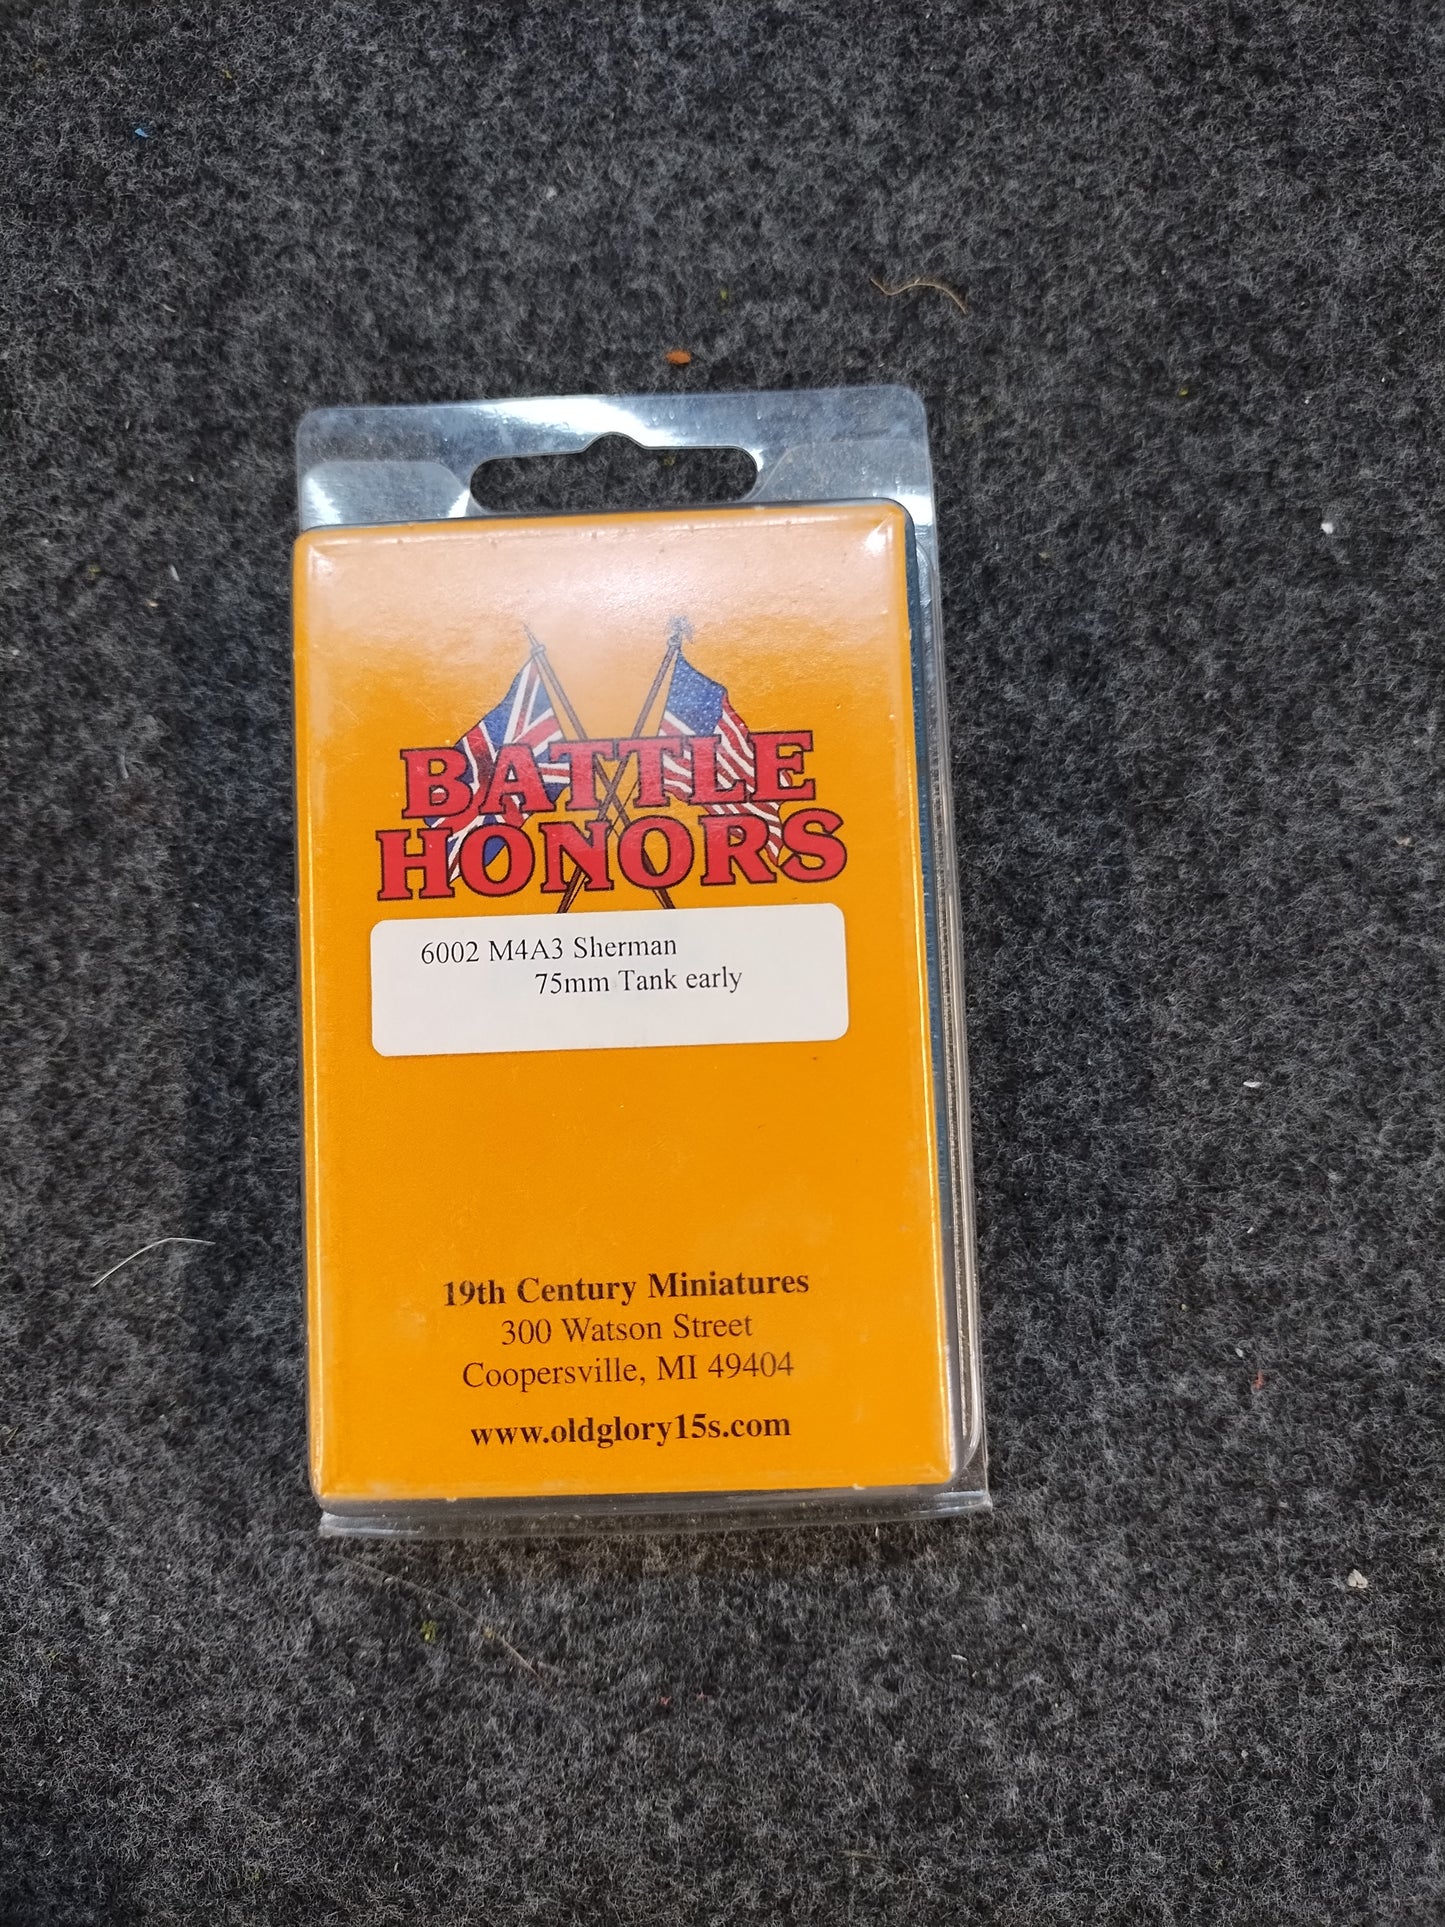 BATTLE
HONORS
6002 M4A3 Sherman
75mm Tank early
19th Century Miniatures
300 Watson Street
Coopersville, MI 49404
www.oldglory15s.com